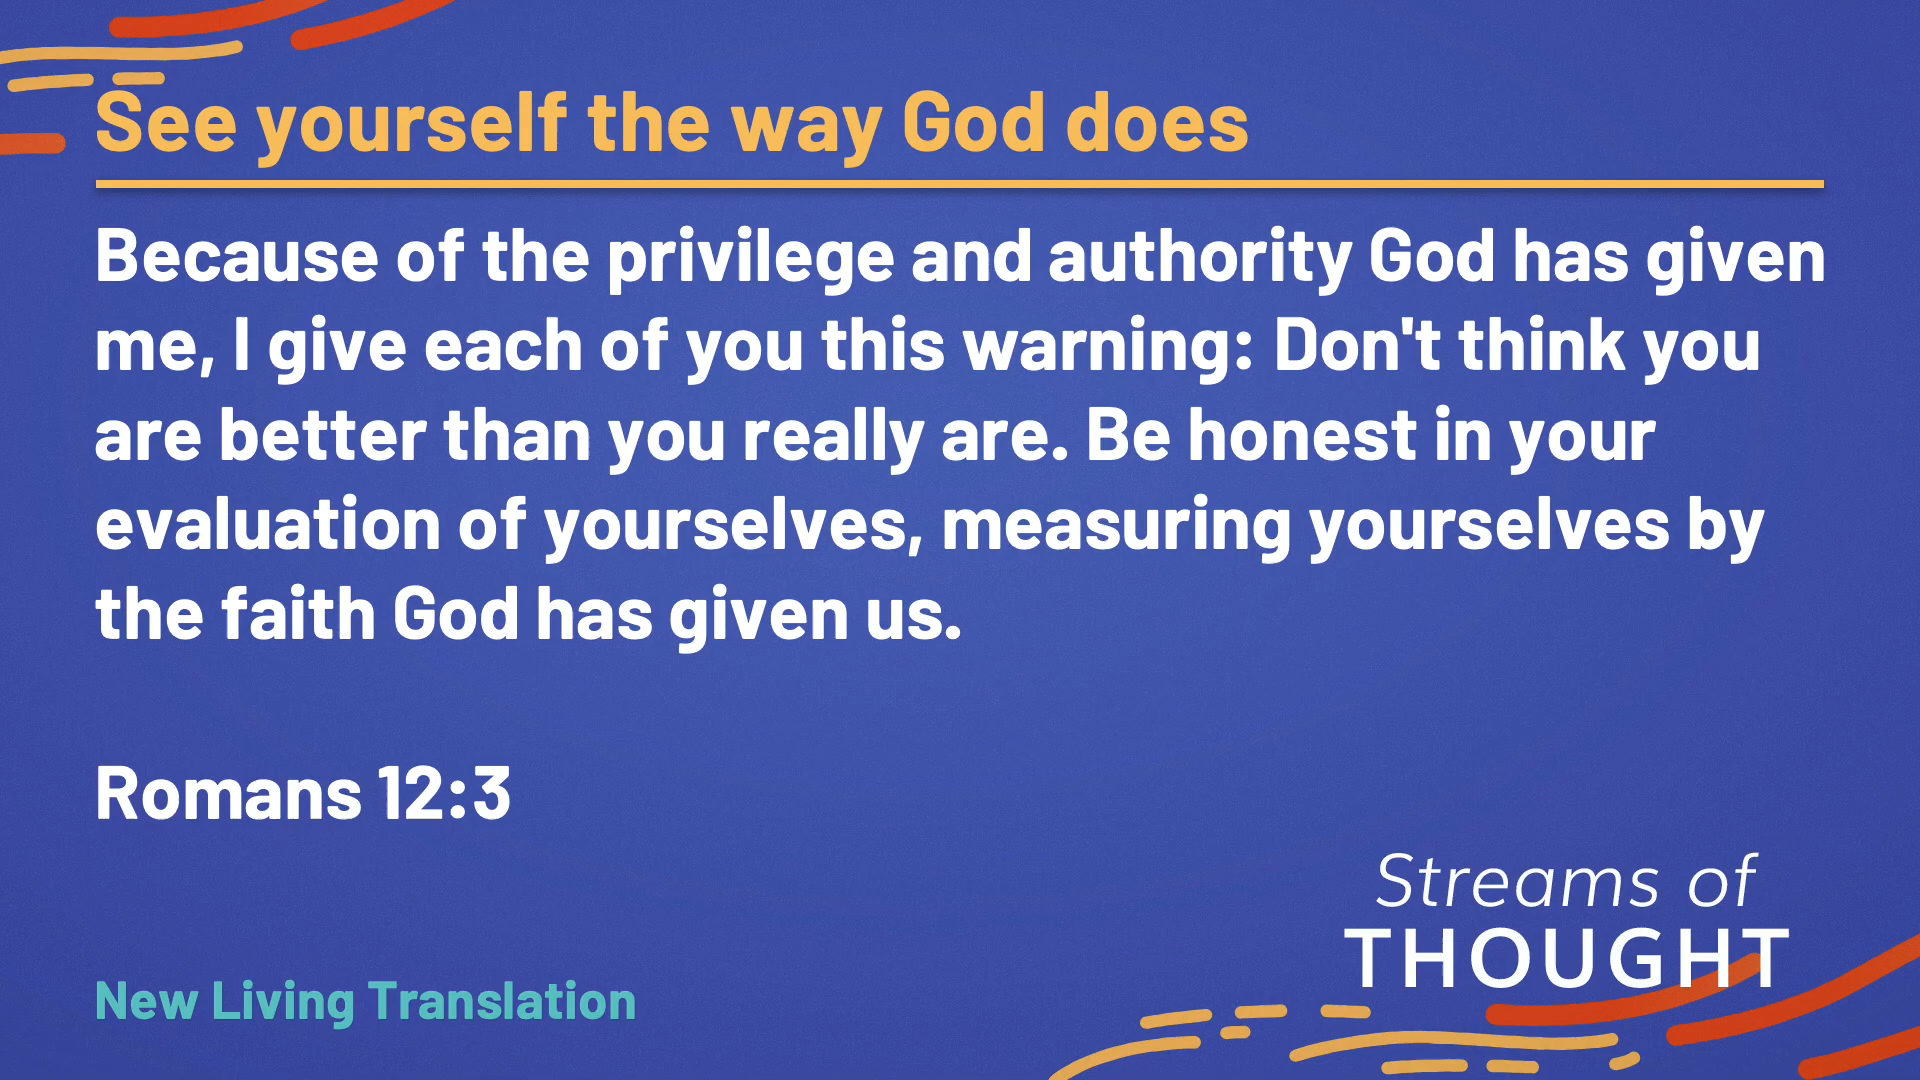 See yourself the way God does
Because of the privilege and authority God has given
me, I give each of you this warning: Don't think you
are better than you really are. Be honest in your
evaluation of yourselves, measuring yourselves by
the faith God has given us.
Romans 12:3
Streams of
THOUGHT
New Living Translation